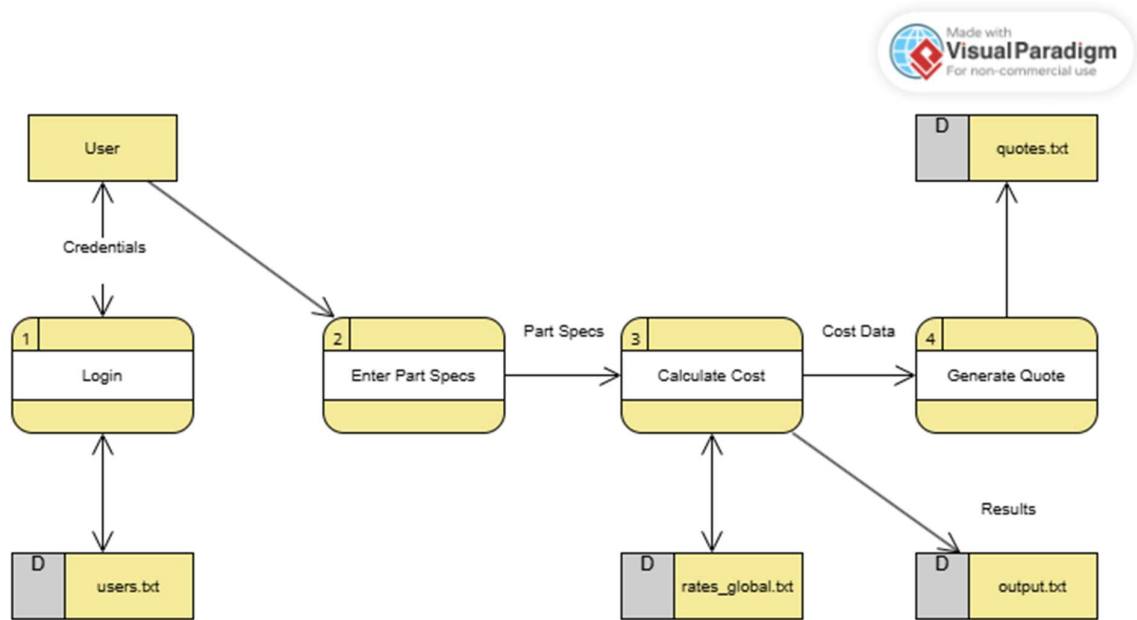 Made with
Visual Paradigm
For non-commercial use
User
D
quotes.txt
Credentials
1
Login
2
Enter Part Specs
Part Specs
3
Calculate Cost
Cost Data
4
Generate Quote
Results
D
users.txt
D
rates_global.txt
D
output.txt